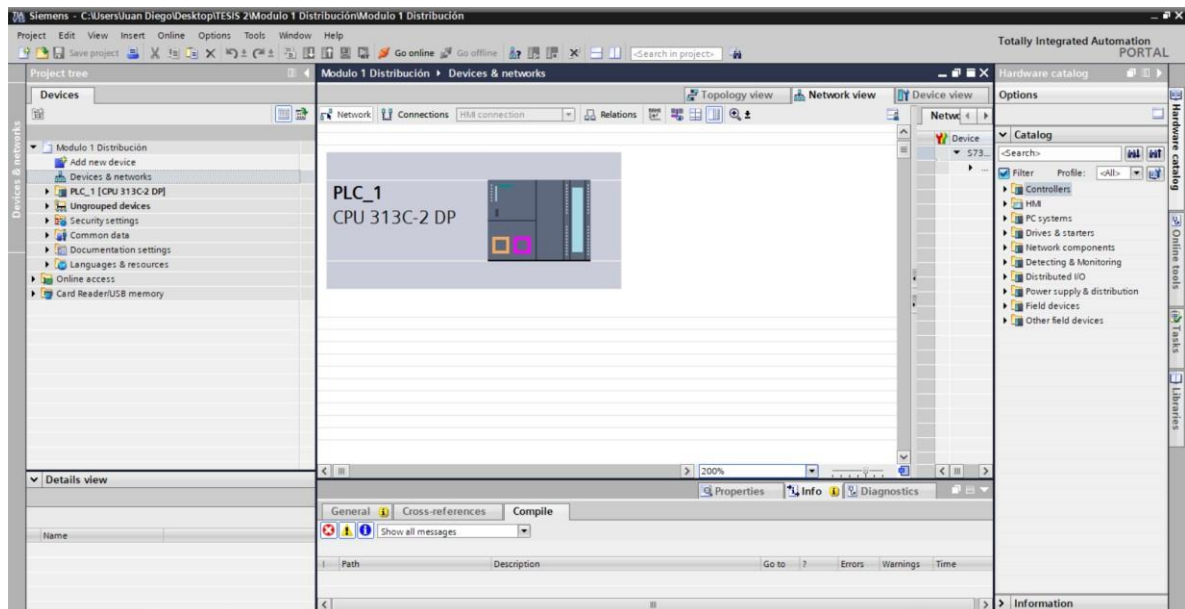 Siemens - C:\Users\Juan Diego\Desktop\TESIS 2\Modulo 1 Distribución\Modulo 1 Distribución
Project Edit View Insert Online Options Tools Window Help
Totally Integrated Automation
PORTAL
Save project Go online Go offline <Search in project>
Project tree
Devices
Modulo 1 Distribución
Add new device
Devices & networks
PLC_1 [CPU 313C-2 DP]
Ungrouped devices
Security settings
Common data
Documentation settings
Languages & resources
Online access
Card Reader/USB memory
Details view
Name
Devices & networks
Modulo 1 Distribución Devices & networks
Topology view Network view Device view
Network Connections HMI connection Relations
PLC_1
CPU 313C-2 DP
Netwo
Device
S73...
...
200%
Properties Info Diagnostics
General Cross-references Compile
Show all messages
! Path Description Go to ? Errors Warnings Time
Hardware catalog
Options
Catalog
<Search>
Filter Profile: <All>
Controllers
HMI
PC systems
Drives & starters
Network components
Detecting & Monitoring
Distributed I/O
Power supply & distribution
Field devices
Other field devices
Information
Hardware catalog
Online tools
Tasks
Libraries